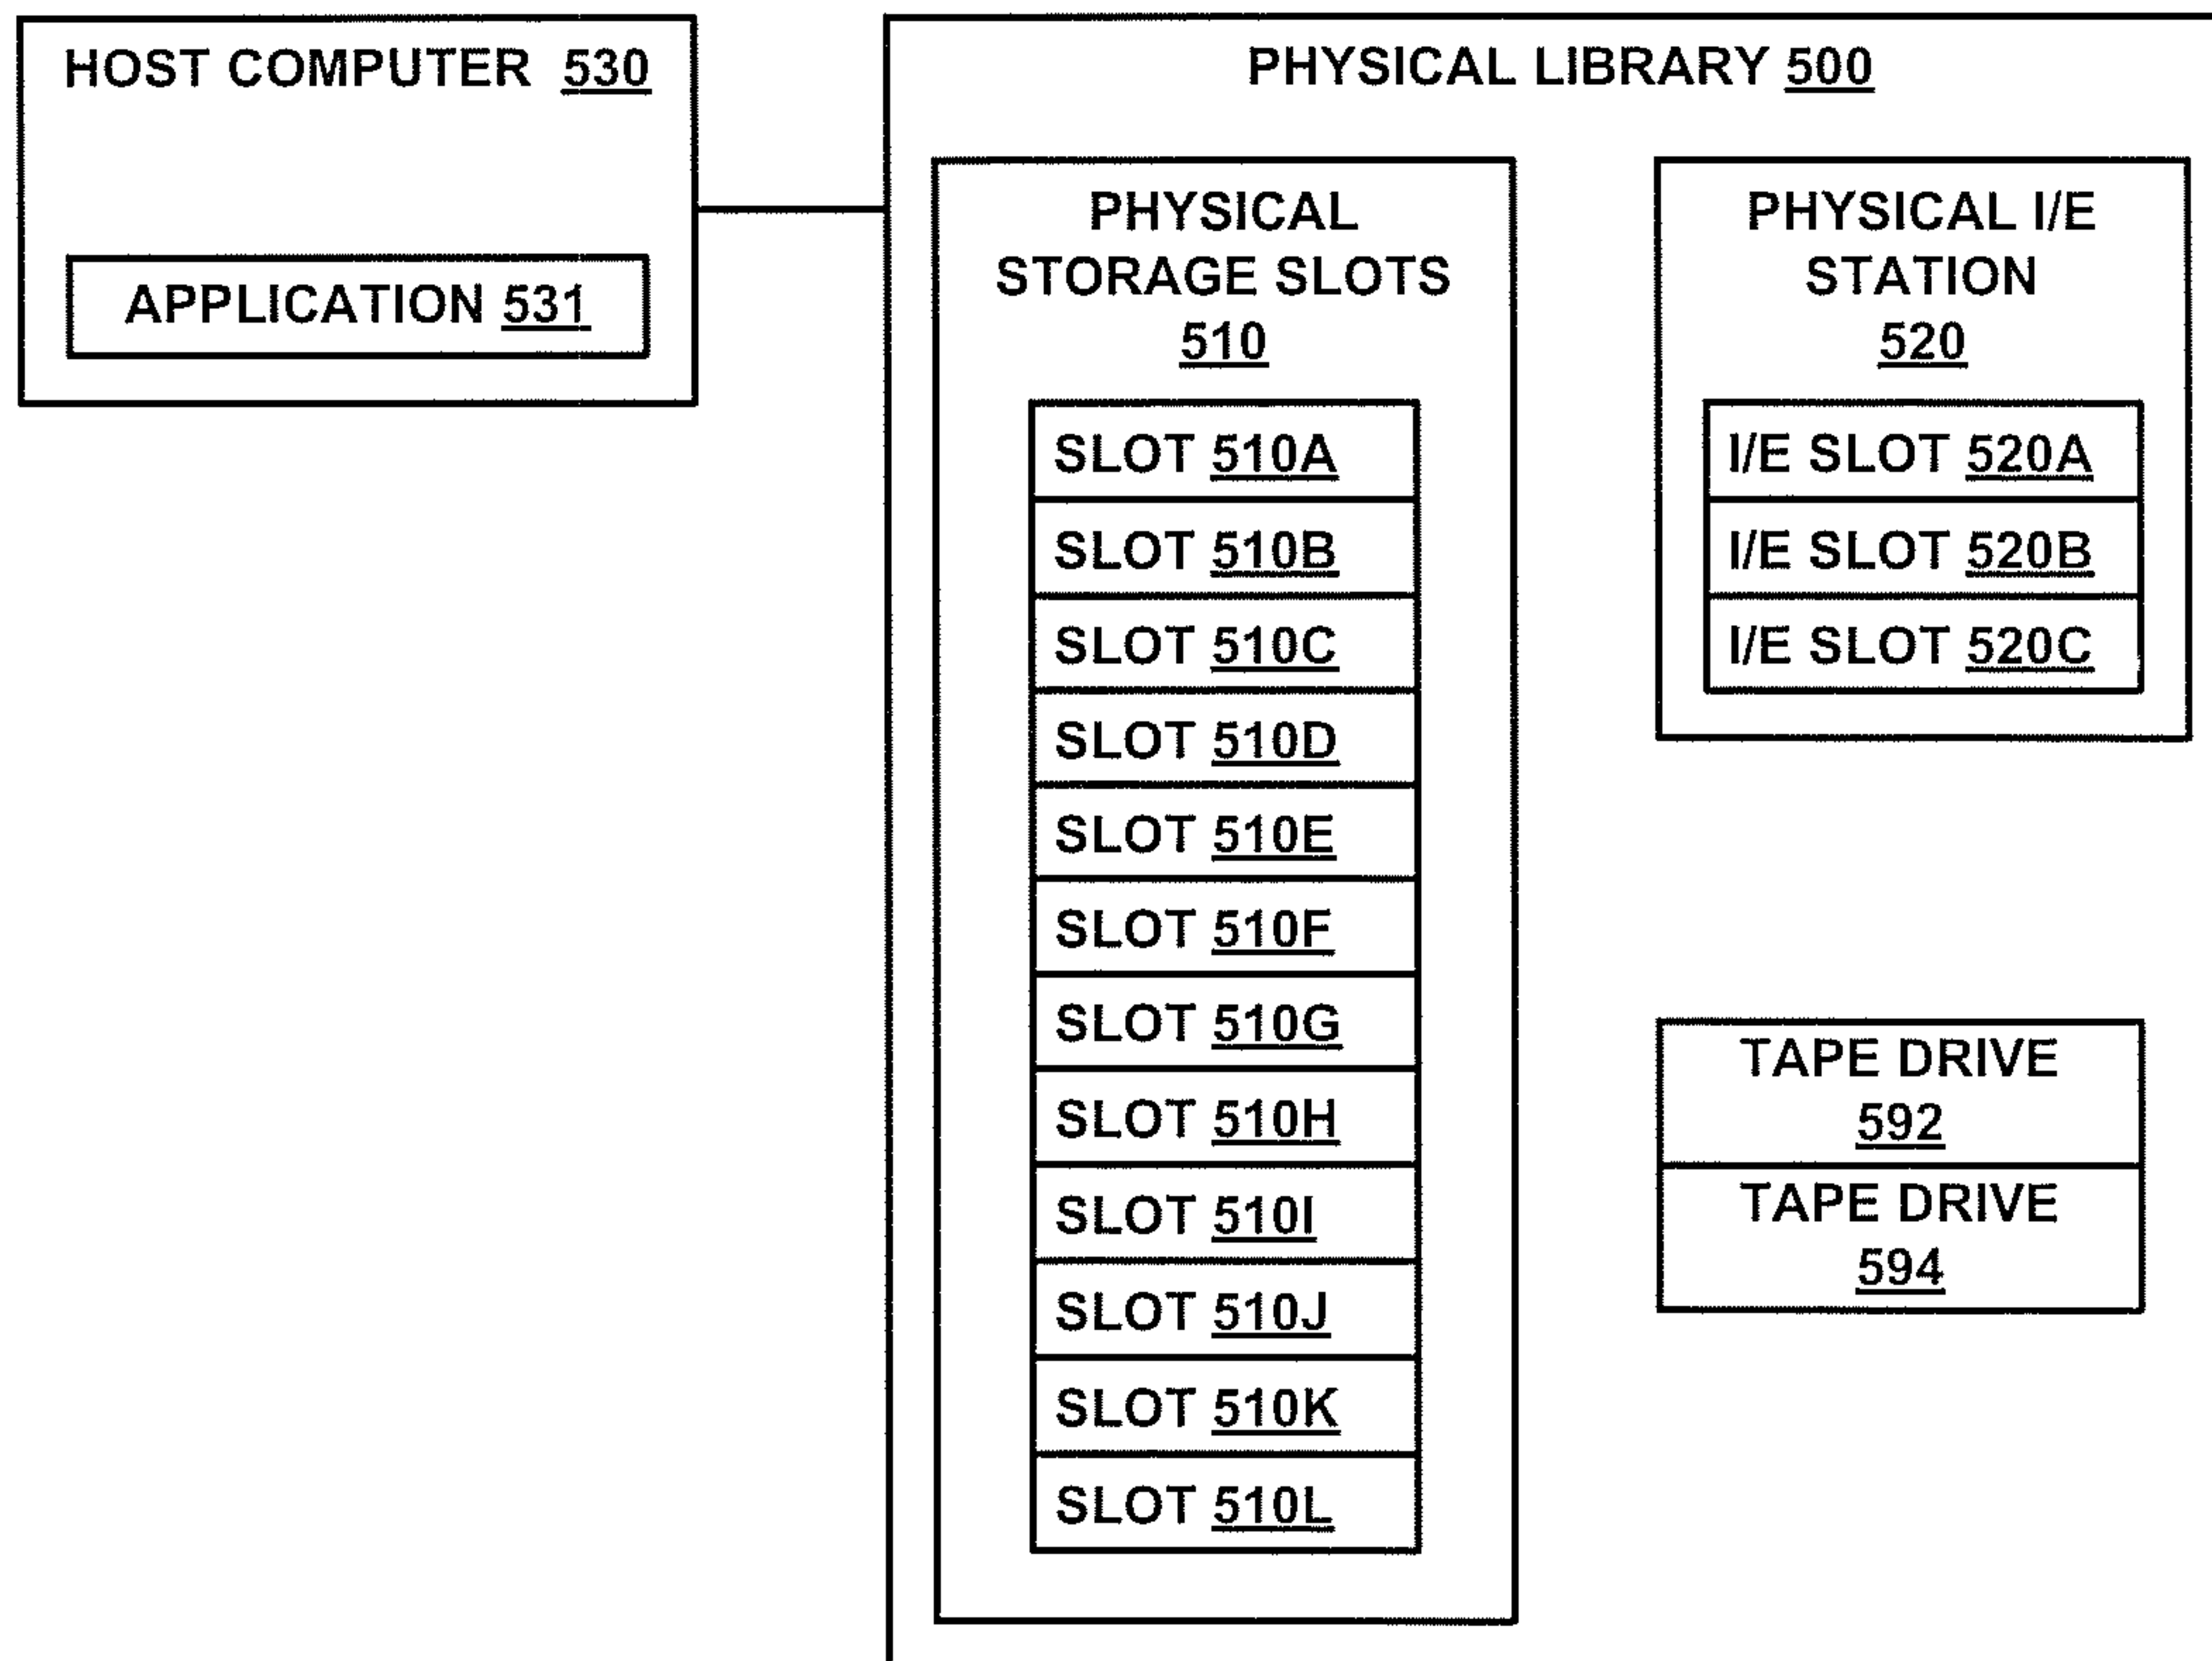 HOST COMPUTER 530
APPLICATION 531
PHYSICAL LIBRARY 500
PHYSICAL
STORAGE SLOTS
510
SLOT 510A
SLOT 510B
SLOT 510C
SLOT 510D
SLOT 510E
SLOT 510F
SLOT 510G
SLOT 510H
SLOT 510I
SLOT 510J
SLOT 510K
SLOT 510L
PHYSICAL I/E
STATION
520
I/E SLOT 520A
I/E SLOT 520B
I/E SLOT 520C
TAPE DRIVE
592
TAPE DRIVE
594